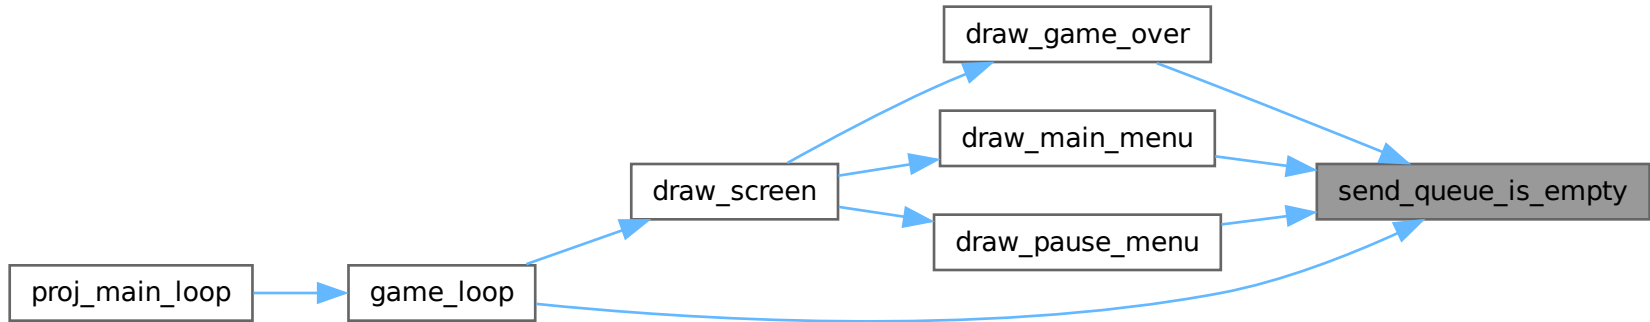 draw_game_over
draw_main_menu
draw_screen
send_queue_is_empty
draw_pause_menu
proj_main_loop
game_loop